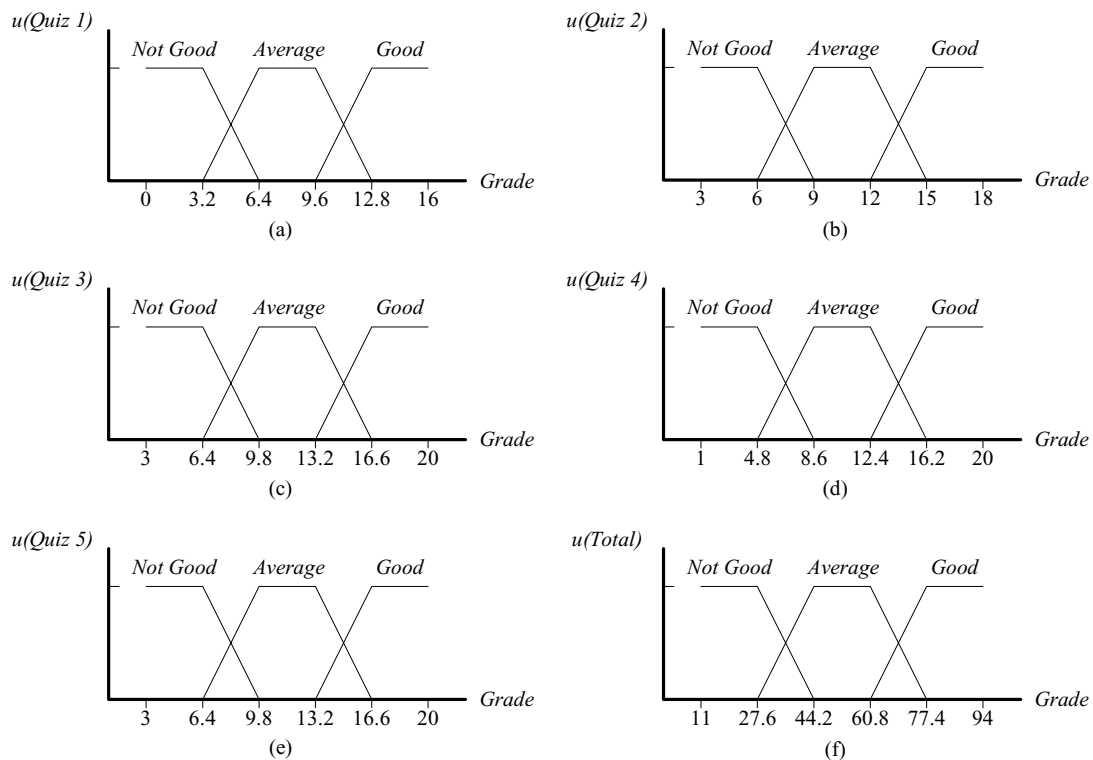 u(Quiz 1)
Not Good Average Good
Grade
0 3.2 6.4 9.6 12.8 16
(a)
u(Quiz 2)
Not Good Average Good
Grade
3 6 9 12 15 18
(b)
u(Quiz 3)
Not Good Average Good
Grade
3 6.4 9.8 13.2 16.6 20
(c)
u(Quiz 4)
Not Good Average Good
Grade
1 4.8 8.6 12.4 16.2 20
(d)
u(Quiz 5)
Not Good Average Good
Grade
3 6.4 9.8 13.2 16.6 20
(e)
u(Total)
Not Good Average Good
Grade
11 27.6 44.2 60.8 77.4 94
(f)